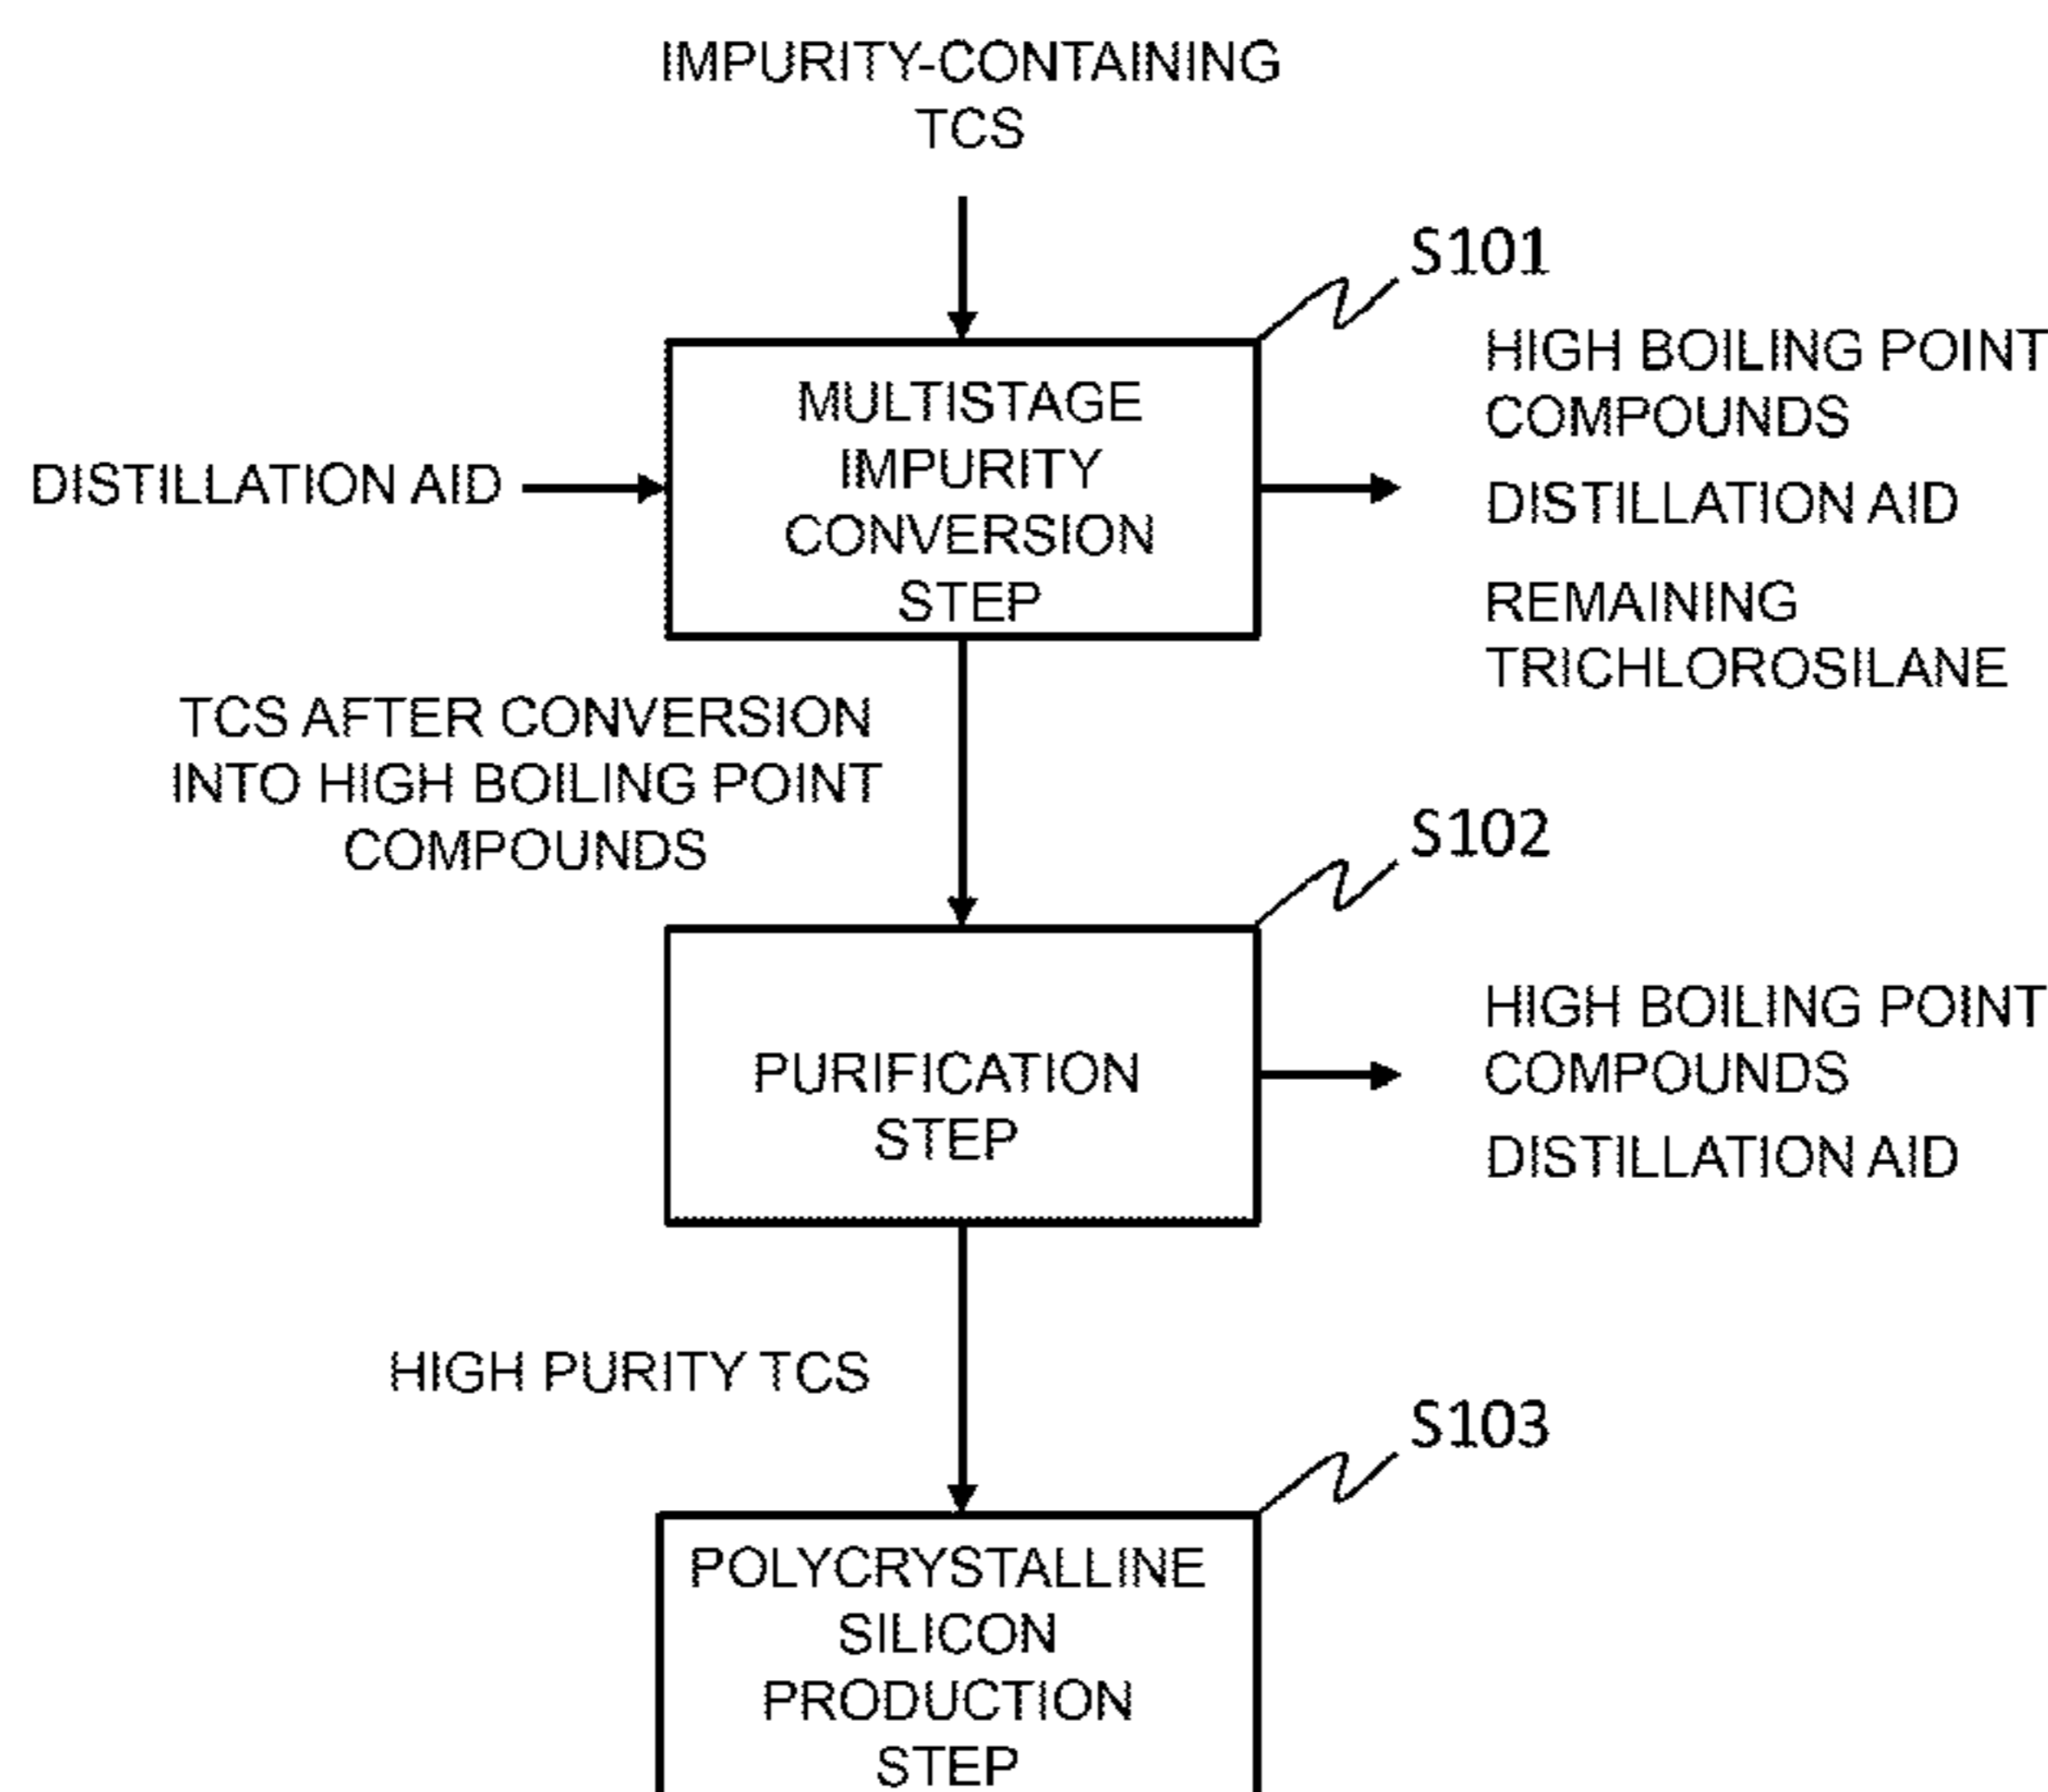 IMPURITY-CONTAINING
TCS
S101
MULTISTAGE
IMPURITY
CONVERSION
STEP
DISTILLATION AID
HIGH BOILING POINT
COMPOUNDS
DISTILLATION AID
REMAINING
TRICHLOROSILANE
TCS AFTER CONVERSION
INTO HIGH BOILING POINT
COMPOUNDS
S102
PURIFICATION
STEP
HIGH BOILING POINT
COMPOUNDS
DISTILLATION AID
HIGH PURITY TCS
S103
POLYCRYSTALLINE
SILICON
PRODUCTION
STEP